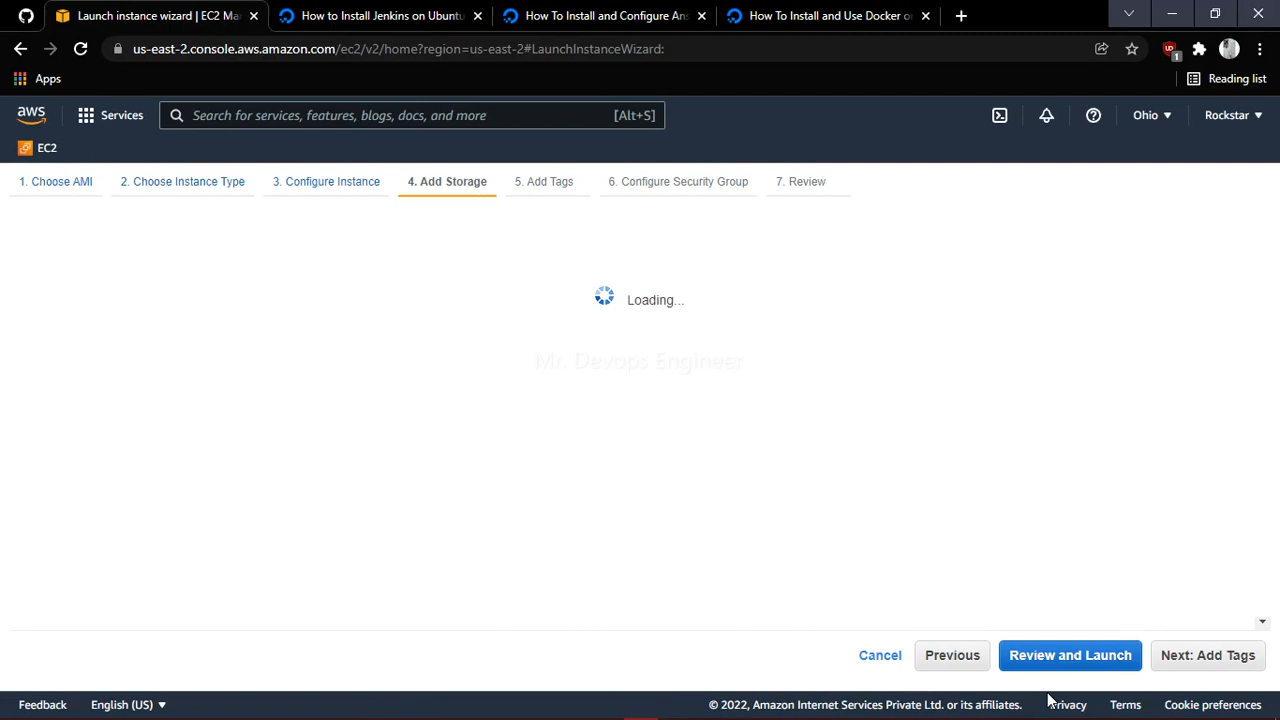 Launch instance wizard | EC2 Ma
How to Install Jenkins on Ubuntu
How To Install and Configure Ans
How To Install and Use Docker o
us-east-2.console.aws.amazon.com/ec2/v2/home?region=us-east-2#LaunchInstanceWizard:
1
Apps
Reading list
aws
Services
Search for services, features, blogs, docs, and more
[Alt+S]
Ohio
Rockstar
EC2
1. Choose AMI
2. Choose Instance Type
3. Configure Instance
4. Add Storage
5. Add Tags
6. Configure Security Group
7. Review
Loading...
Mr. Devops Engineer
Cancel
Previous
Review and Launch
Next: Add Tags
Feedback
English (US)
© 2022, Amazon Internet Services Private Ltd. or its affiliates.
Privacy
Terms
Cookie preferences